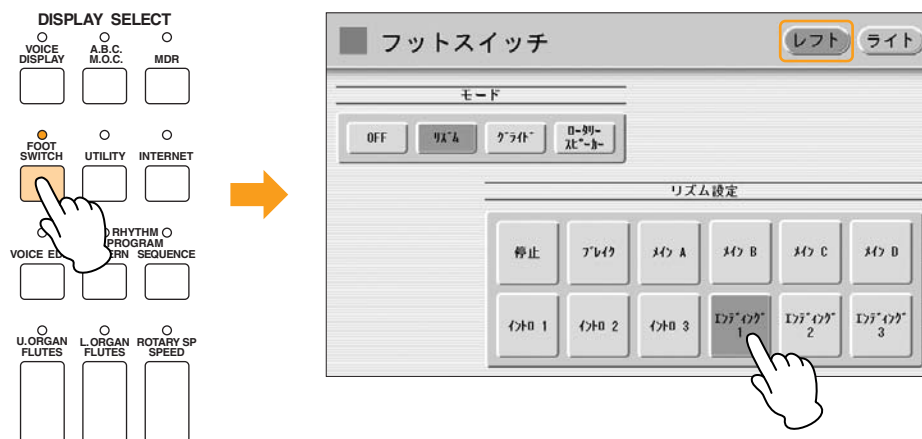 DISPLAY SELECT
VOICE DISPLAY
A.B.C. M.O.C.
MDR
FOOT SWITCH
UTILITY
INTERNET
RHYTHM PROGRAM
VOICE ED
ERN
SEQUENCE
U.ORGAN FLUTES
L.ORGAN FLUTES
ROTARY SP SPEED
フットスイッチ
レフト
ライト
モード
OFF
リズム
グライド
ロータリー
スピーカー
リズム設定
停止
ブレイク
メイン A
メイン B
メイン C
メイン D
イントロ 1
イントロ 2
イントロ 3
エンディング
1
エンディング
2
エンディング
3